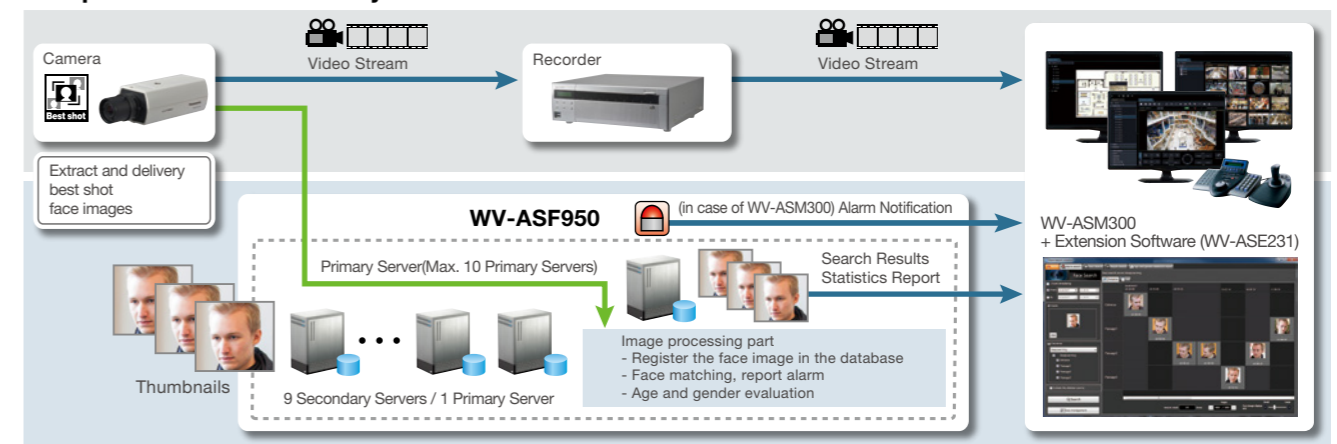 Camera
Best shot
Video Stream
Recorder
Video Stream
Extract and delivery
best shot
face images
WV-ASF950
(in case of WV-ASM300) Alarm Notification
WV-ASM300
+ Extension Software (WV-ASE231)
Primary Server(Max. 10 Primary Servers)
Search Results
Statistics Report
Thumbnails
9 Secondary Servers / 1 Primary Server
Image processing part
- Register the face image in the database
- Face matching, report alarm
- Age and gender evaluation
Face Search